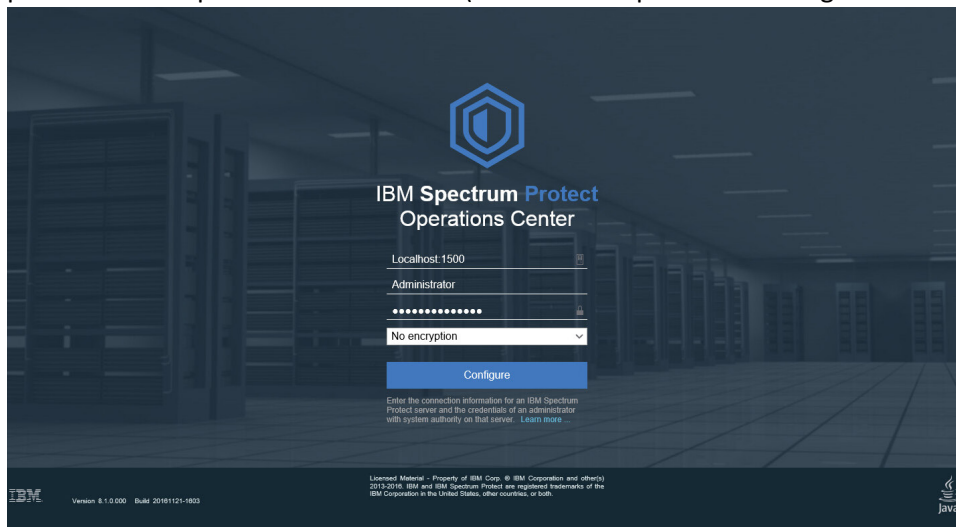 IBM Spectrum Protect
Operations Center
Localhost:1500
Administrator
●●●●●●●●●●●●●●
No encryption
Configure
Enter the connection information for an IBM Spectrum
Protect server and the credentials of an administrator
with system authority on that server. Learn more ...
Licensed Material - Property of IBM Corp. © IBM Corporation and other(s)
2013-2016. IBM and IBM Spectrum Protect are registered trademarks of the
IBM Corporation in the United States, other countries, or both.
IBM
Version 8.1.0.000 Build 20161121-1603
Java